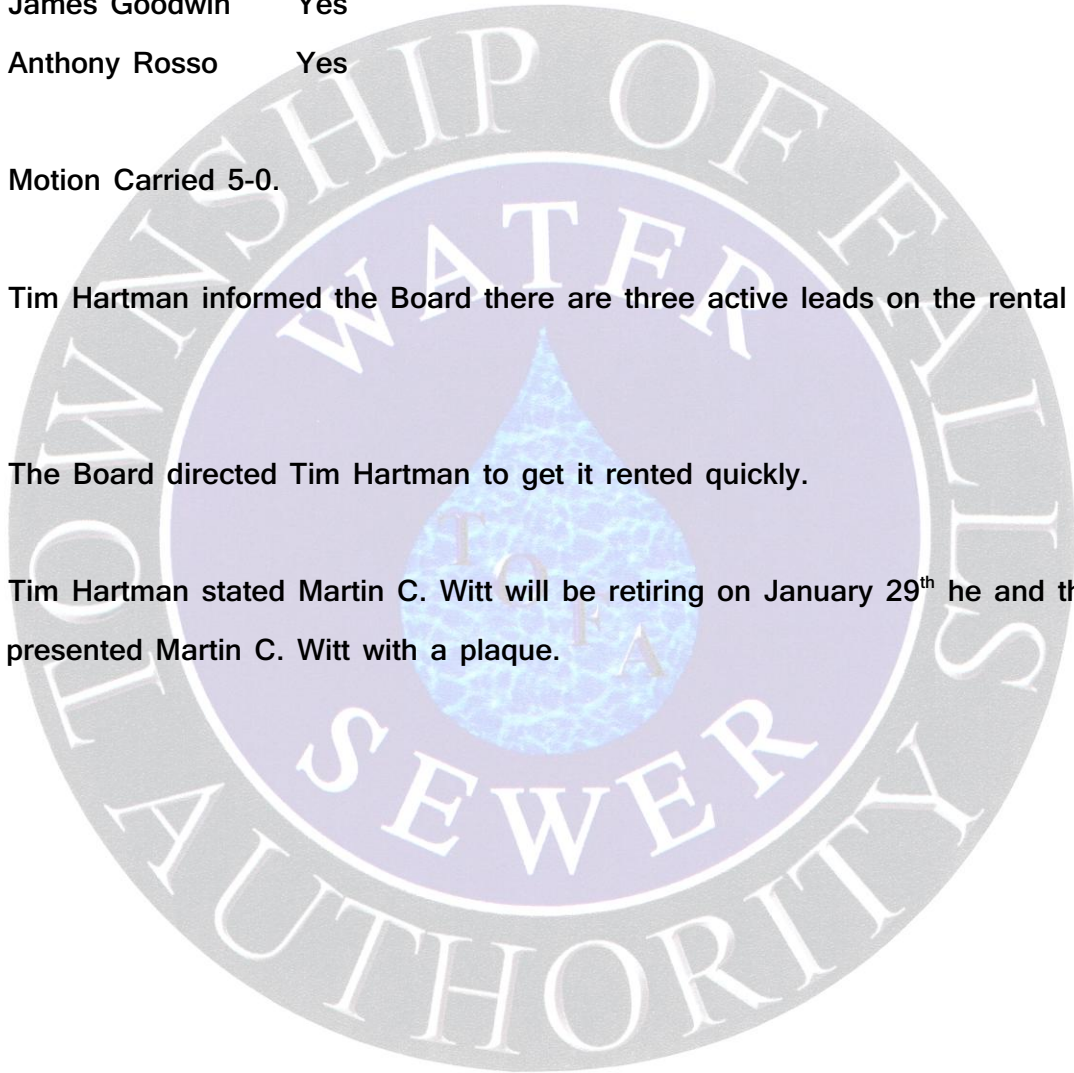 James Goodwin Yes
Anthony Rosso Yes
Motion Carried 5-0.
Tim Hartman informed the Board there are three active leads on the rental
The Board directed Tim Hartman to get it rented quickly.
Tim Hartman stated Martin C. Witt will be retiring on January 29th he and
presented Martin C. Witt with a plaque.
TOWNSHIP OF FALLS
WATER
TOFA
SEWER
AUTHORITY